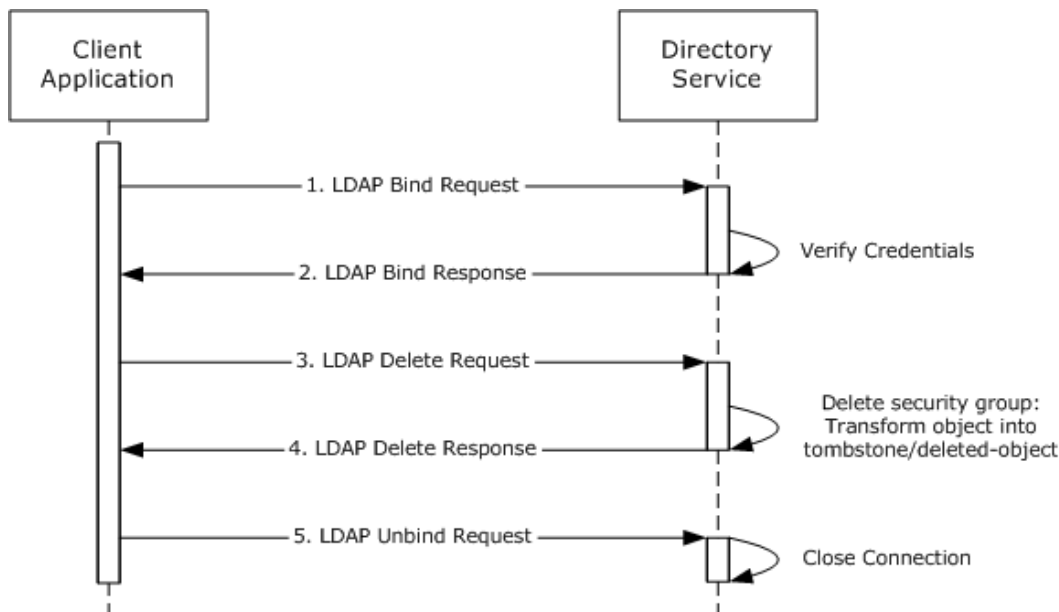 Client
Application
Directory
Service
1. LDAP Bind Request
Verify Credentials
2. LDAP Bind Response
3. LDAP Delete Request
Delete security group:
Transform object into
tombstone/deleted-object
4. LDAP Delete Response
5. LDAP Unbind Request
Close Connection